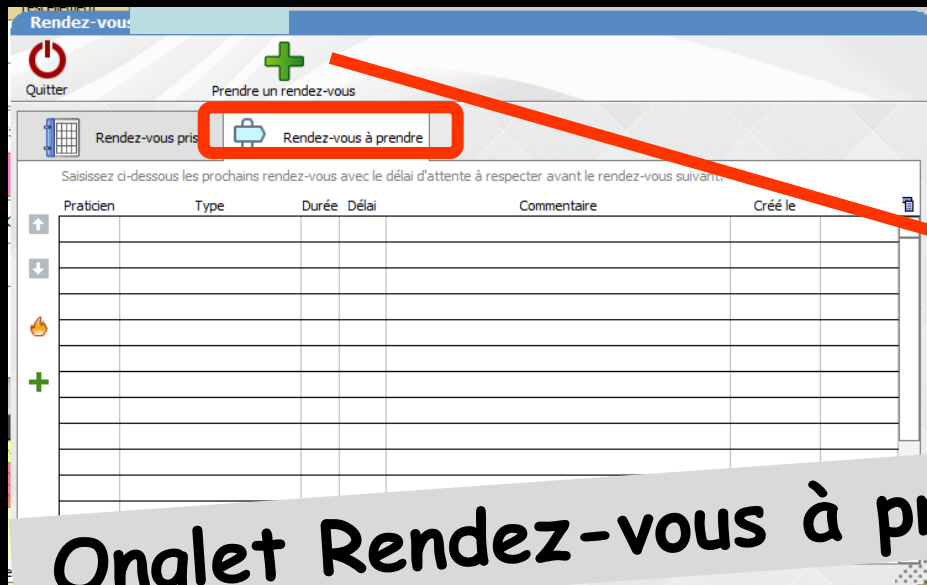 Rendez-vous
Quitter
Prendre un rendez-vous
Rendez-vous pris
Rendez-vous à prendre
Saisissez ci-dessous les prochains rendez-vous avec le délai d'attente à respecter avant le rendez-vous suivant.
Praticien Type Durée Délai Commentaire Créé le
Onglet Rendez-vous à pr